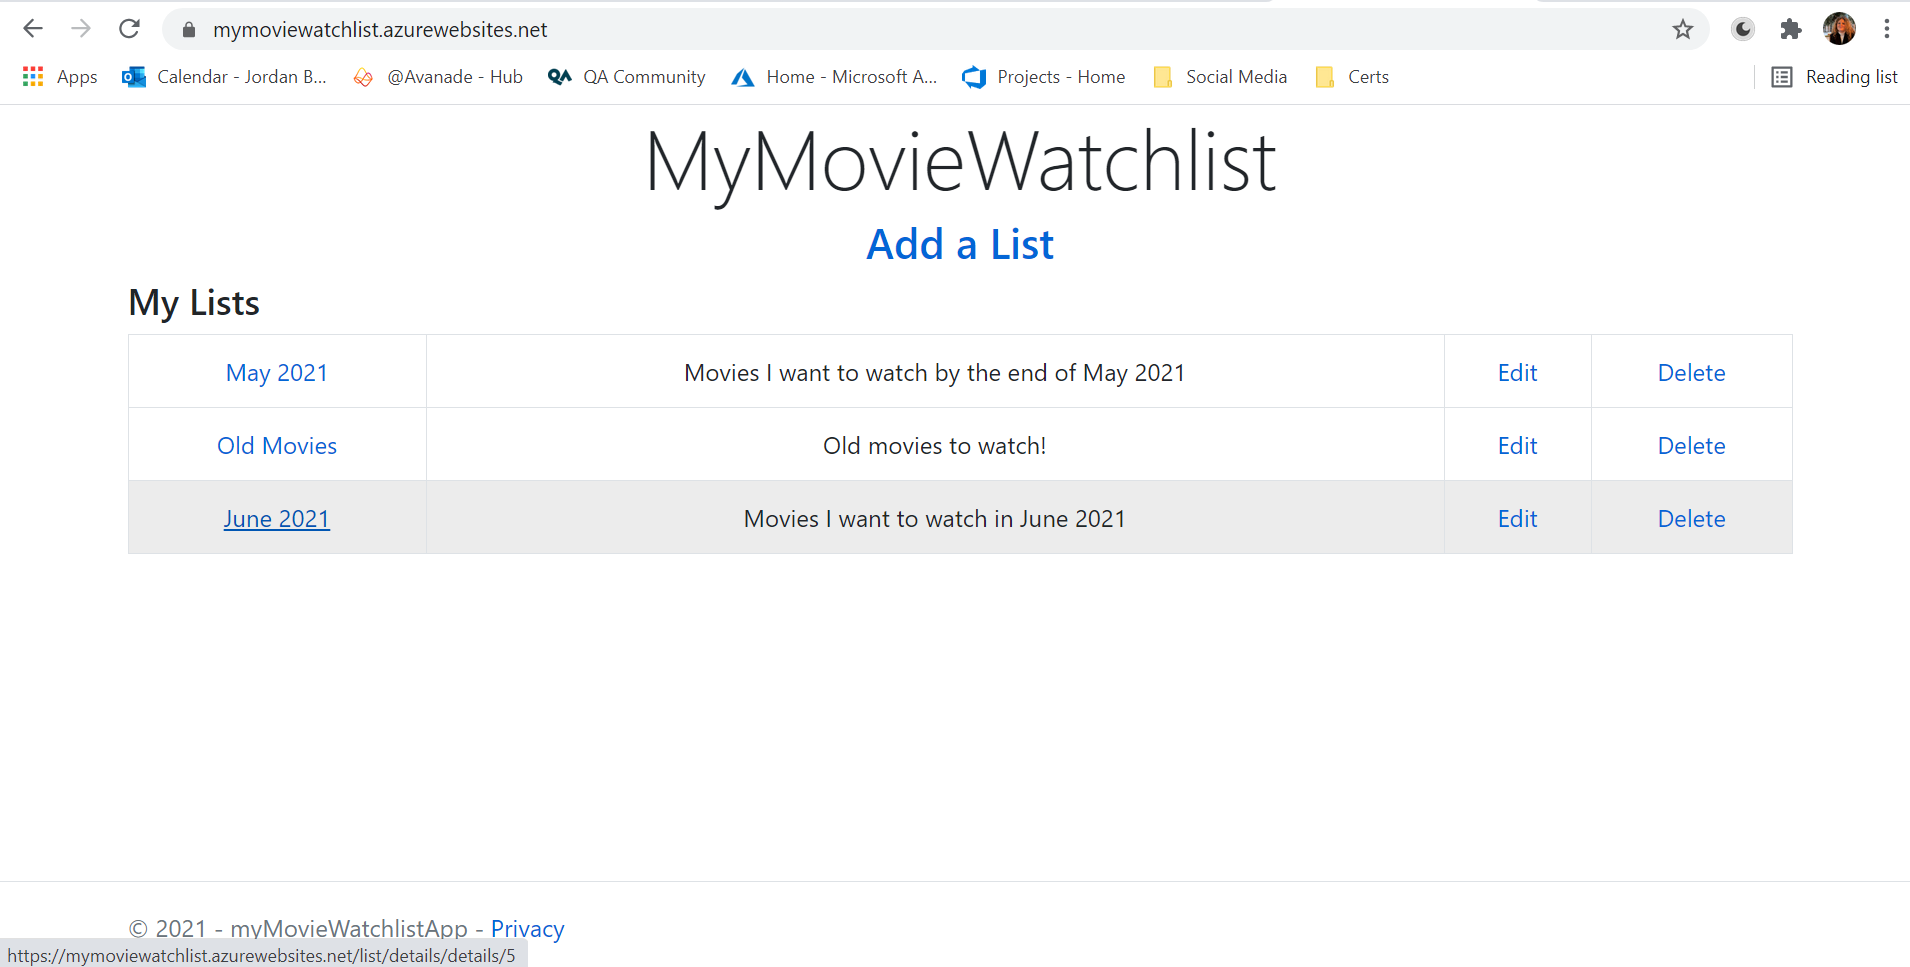 mymoviewatchlist.azurewebsites.net
Apps Calendar - Jordan B... @Avanade - Hub QA QA Community Home - Microsoft A... Projects - Home Social Media Certs Reading list
MyMovieWatchlist
Add a List
My Lists
May 2021 Movies I want to watch by the end of May 2021 Edit Delete
Old Movies Old movies to watch! Edit Delete
June 2021 Movies I want to watch in June 2021 Edit Delete
© 2021 - myMovieWatchlistApp - Privacy
https://mymoviewatchlist.azurewebsites.net/list/details/details/5